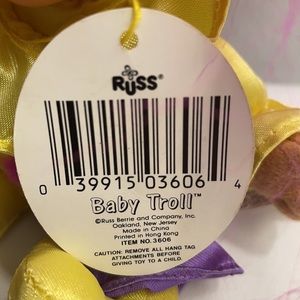 RUSS®
0 39915 03606 4
Baby Troll™
©Russ Berrie and Company, Inc.
Oakland, New Jersey
Made in China
Printed in Hong Kong
ITEM NO. 3606
CAUTION: REMOVE ALL HANG TAG
ATTACHMENTS BEFORE
GIVING TOY TO A CHILD.